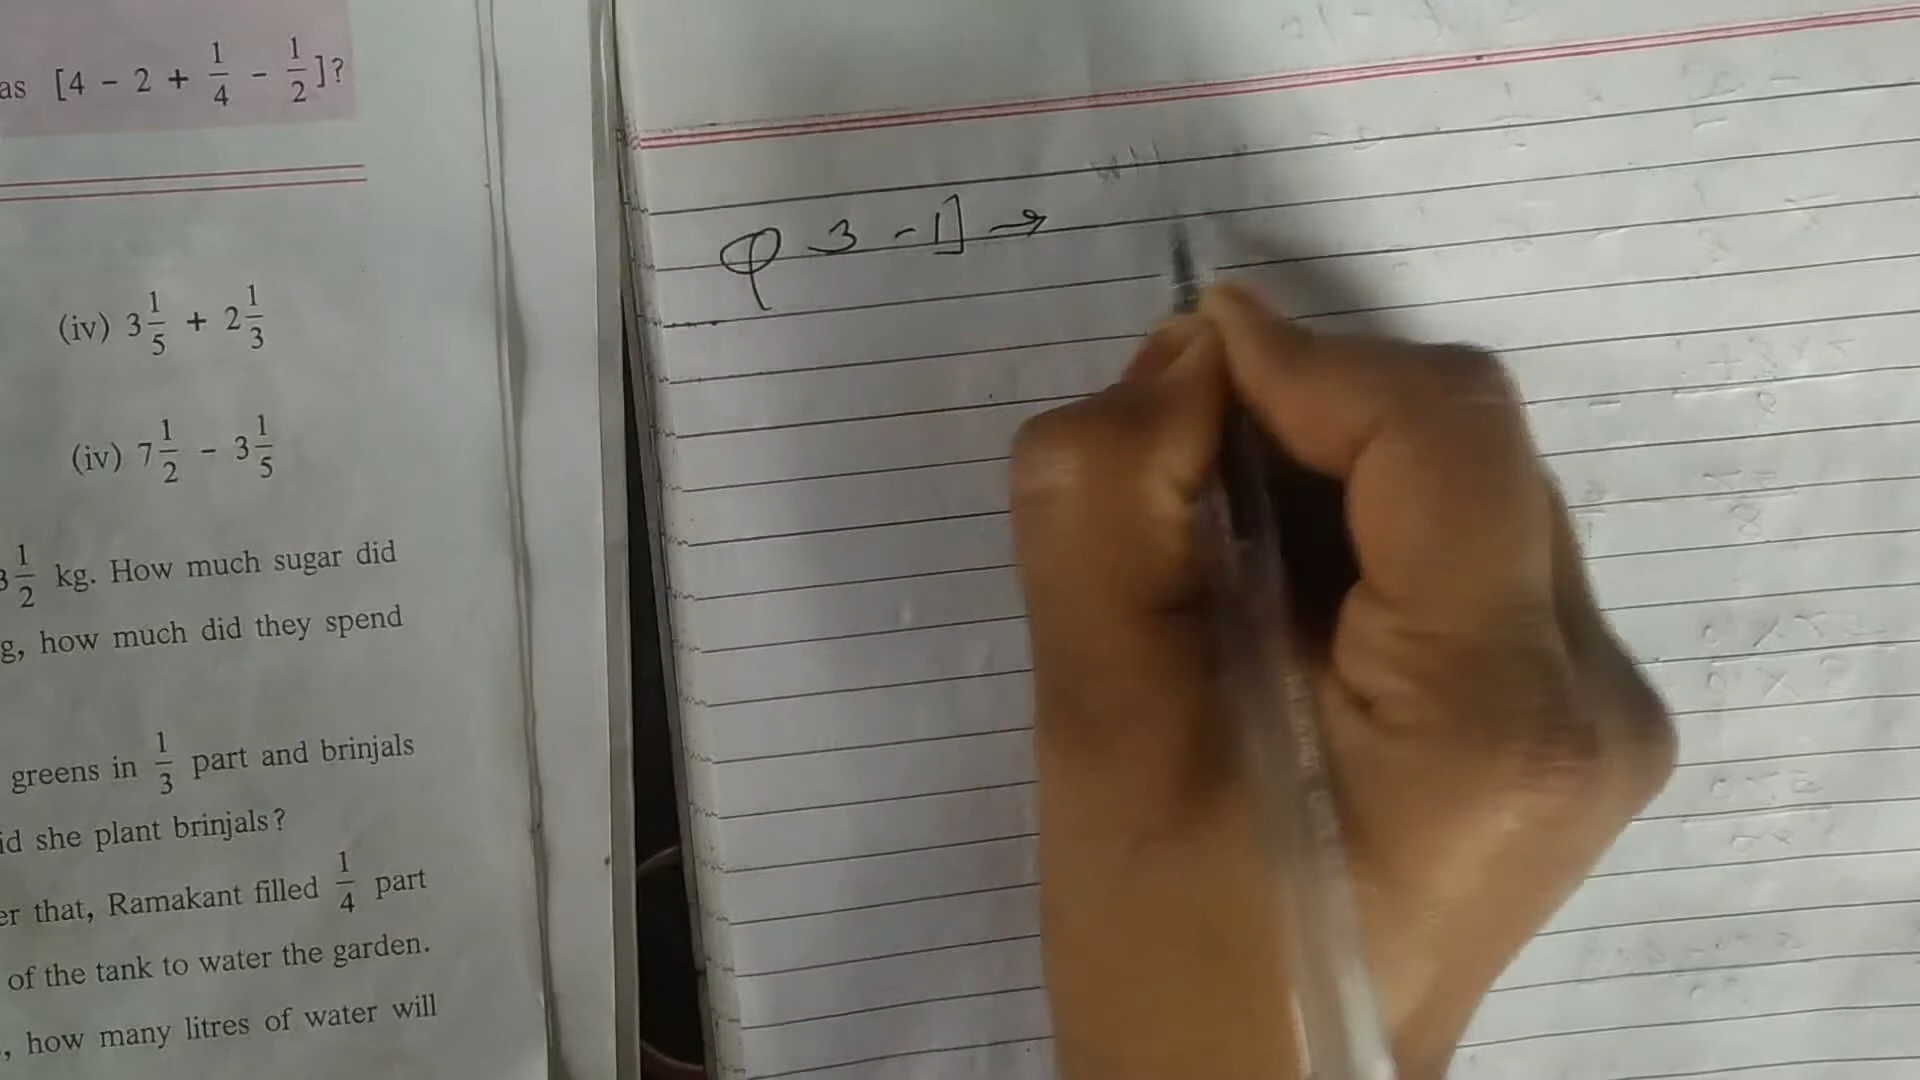 as [4 - 2 + 1/4 - 1/2]?
(iv) 3 1/5 + 2 1/3
(iv) 7 1/2 - 3 1/5
3 1/2 kg. How much sugar did
g, how much did they spend
greens in 1/3 part and brinjals
id she plant brinjals?
er that, Ramakant filled 1/4 part
of the tank to water the garden.
, how many litres of water will
Q 3 - 1] →